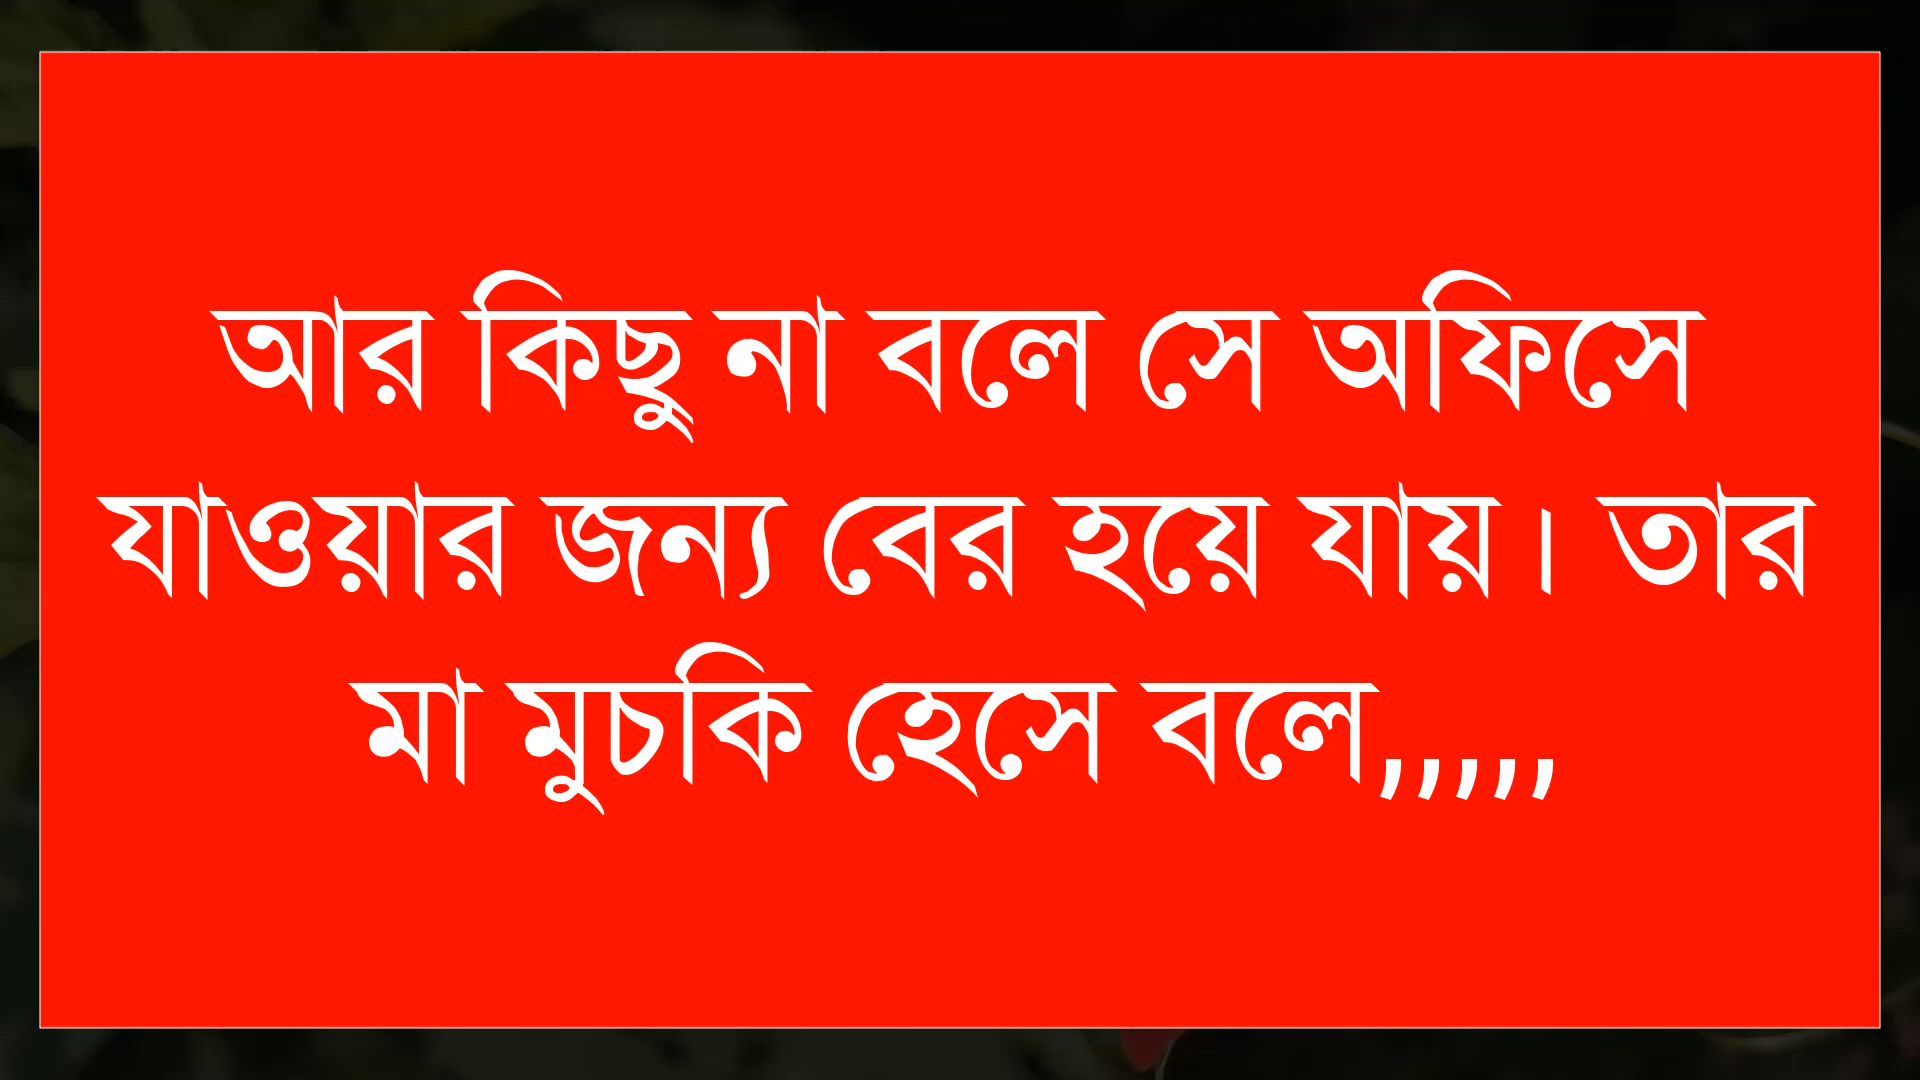 আর কিছু না বলে সে অফিসে
যাওয়ার জন্য বের হয়ে যায়। তার
মা মুচকি হেসে বলে,,,,,